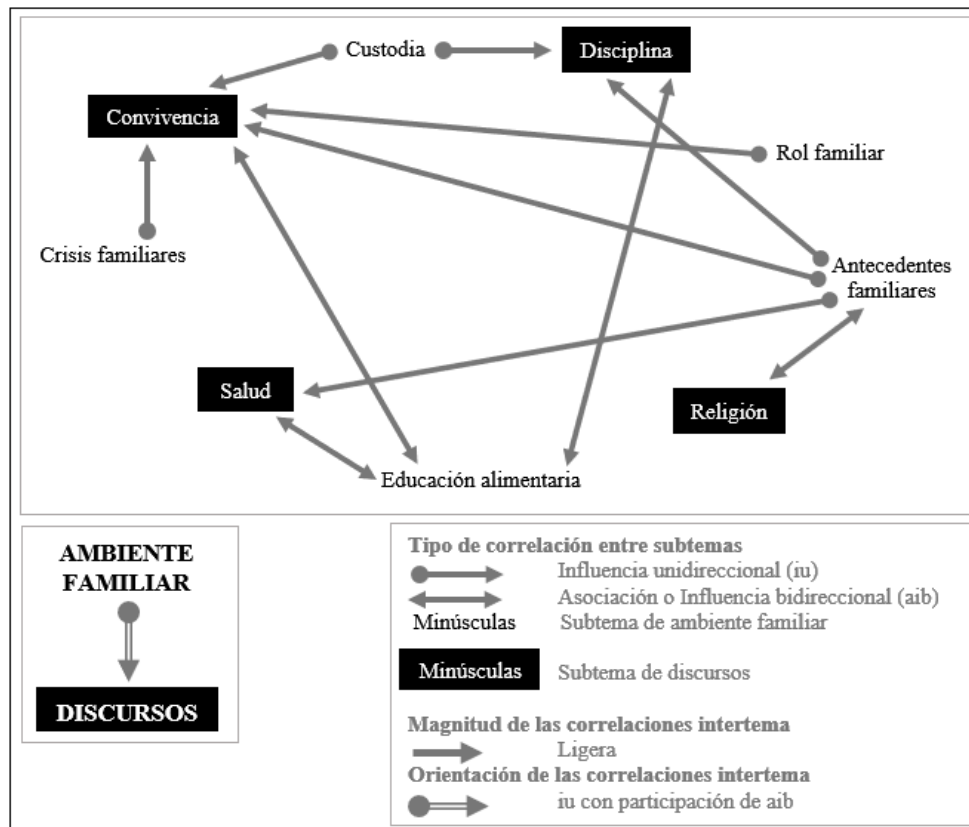 Custodia
Disciplina
Convivencia
Rol familiar
Crisis familiares
Antecedentes
familiares
Salud
Religión
Educación alimentaria
AMBIENTE
FAMILIAR
DISCURSOS
Tipo de correlación entre subtemas
Influencia unidireccional (iu)
Asociación o Influencia bidireccional (aib)
Minúsculas Subtema de ambiente familiar
Minúsculas Subtema de discursos
Magnitud de las correlaciones intertema
Ligera
Orientación de las correlaciones intertema
iu con participación de aib